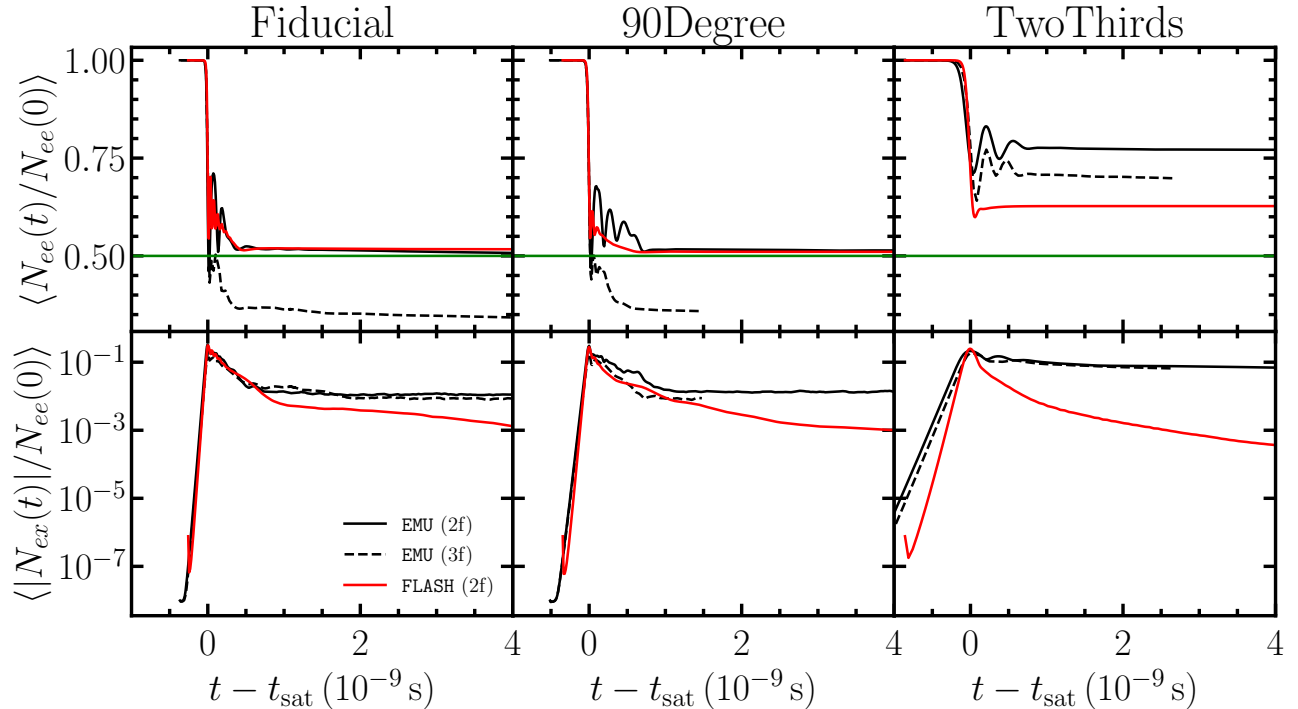 Fiducial
90Degree
TwoThirds
⟨N_ee(t)/N_ee(0)⟩
1.00
0.75
0.50
⟨|N_ex(t)|/N_ee(0)⟩
10^−1
10^−3
10^−5
10^−7
EMU (2f)
EMU (3f)
FLASH (2f)
0 2 4 0 2 4 0 2 4
t − t_sat (10^−9 s)
t − t_sat (10^−9 s)
t − t_sat (10^−9 s)